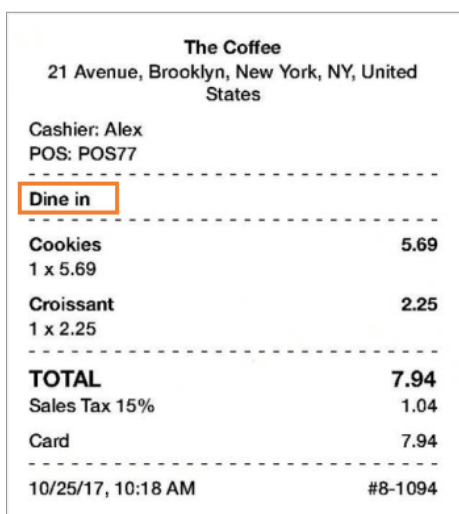 The Coffee
21 Avenue, Brooklyn, New York, NY, United
States
Cashier: Alex
POS: POS77
Dine in
Cookies 5.69
1 x 5.69
Croissant 2.25
1 x 2.25
TOTAL 7.94
Sales Tax 15% 1.04
Card 7.94
10/25/17, 10:18 AM #8-1094